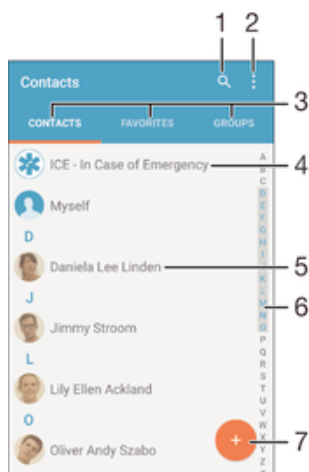 1 2
Contacts
3
CONTACTS FAVORITES GROUPS
ICE - In Case of Emergency 4
Myself
D
Daniela Lee Linden 5
J
Jimmy Stroom
6
L
Lily Ellen Ackland
O
+ 7
Oliver Andy Szabo
A
B
C
D
E
F
G
H
I
K
L
M
N
O
P
Q
R
S
T
U
V
W
X
Y
Z